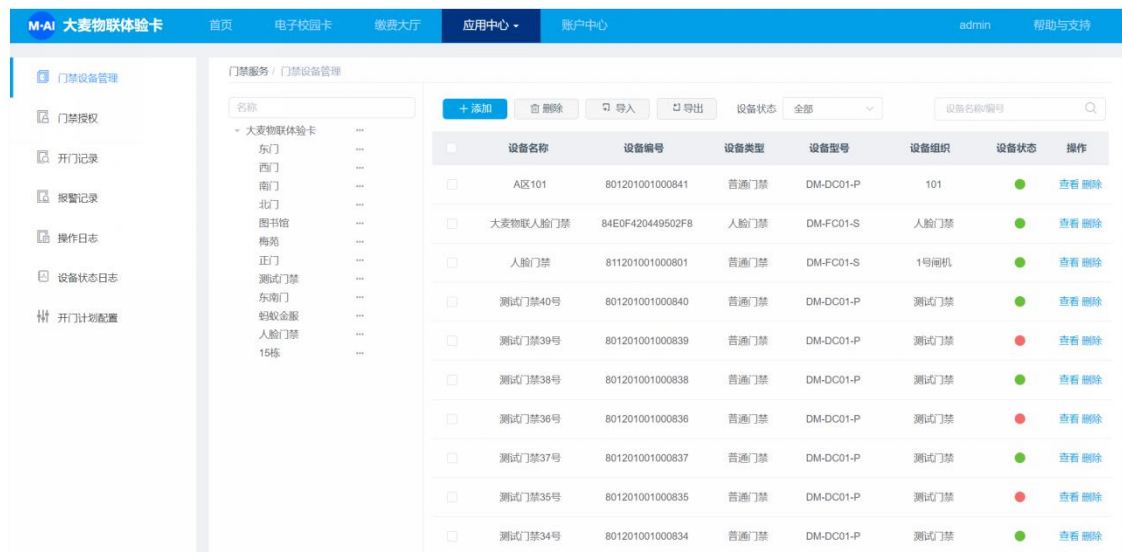 M·AI 大麦物联体验卡 首页 电子校园卡 缴费大厅 应用中心 账户中心 admin 帮助与支持
门禁设备管理
门禁授权
开门记录
报警记录
操作日志
设备状态日志
开门计划配置
门禁服务 / 门禁设备管理
名称
大麦物联体验卡 ···
东门 ···
西门 ···
南门 ···
北门 ···
图书馆 ···
梅苑 ···
正门 ···
测试门禁 ···
东南门 ···
蚂蚁金服 ···
人脸门禁 ···
15栋 ···
+ 添加 删除 导入 导出 设备状态 全部 设备名称/编号
设备名称 设备编号 设备类型 设备型号 设备组织 设备状态 操作
A区101 801201001000841 普通门禁 DM-DC01-P 101 查看 删除
大麦物联人脸门禁 84E0F420449502F8 人脸门禁 DM-FC01-S 人脸门禁 查看 删除
人脸门禁 811201001000801 普通门禁 DM-FC01-S 1号闸机 查看 删除
测试门禁40号 801201001000840 普通门禁 DM-DC01-P 测试门禁 查看 删除
测试门禁39号 801201001000839 普通门禁 DM-DC01-P 测试门禁 查看 删除
测试门禁38号 801201001000838 普通门禁 DM-DC01-P 测试门禁 查看 删除
测试门禁36号 801201001000836 普通门禁 DM-DC01-P 测试门禁 查看 删除
测试门禁37号 801201001000837 普通门禁 DM-DC01-P 测试门禁 查看 删除
测试门禁35号 801201001000835 普通门禁 DM-DC01-P 测试门禁 查看 删除
测试门禁34号 801201001000834 普通门禁 DM-DC01-P 测试门禁 查看 删除